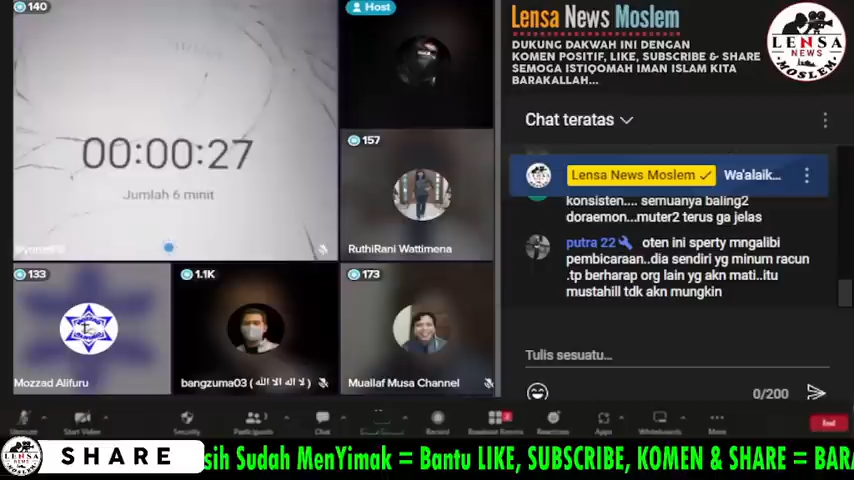 140
Host
00:00:27
Jumlah 6 minit
157
RuthiRani Wattimena
133
Mozzad Alifuru
1.1K
bangzuma03 ( لا اله الا الله )
173
Muallaf Musa Channel
Lensa News Moslem
DUKUNG DAKWAH INI DENGAN
KOMEN POSITIF, LIKE, SUBSCRIBE & SHARE
SEMOGA ISTIQOMAH IMAN ISLAM KITA
BARAKALLAH...
LENSA
NEWS
MOSLEM
Chat teratas
Lensa News Moslem Wa'alaik...
konsisten.... semuanya baling2
doraemon...muter2 terus ga jelas
putra 22 oten ini sperty mngalibi
pembicaraan..dia sendiri yg minum racun
.tp berharap org lain yg akn mati..itu
mustahill tdk akn mungkin
Tulis sesuatu...
0/200
Start Video
Security
Participants
Chat
Record
Breakout Rooms
Reactions
Apps
Whiteboards
More
End
LENSA
NEWS
MOSLEM
SHARE
sih Sudah MenYimak = Bantu LIKE, SUBSCRIBE, KOMEN & SHARE = BARA